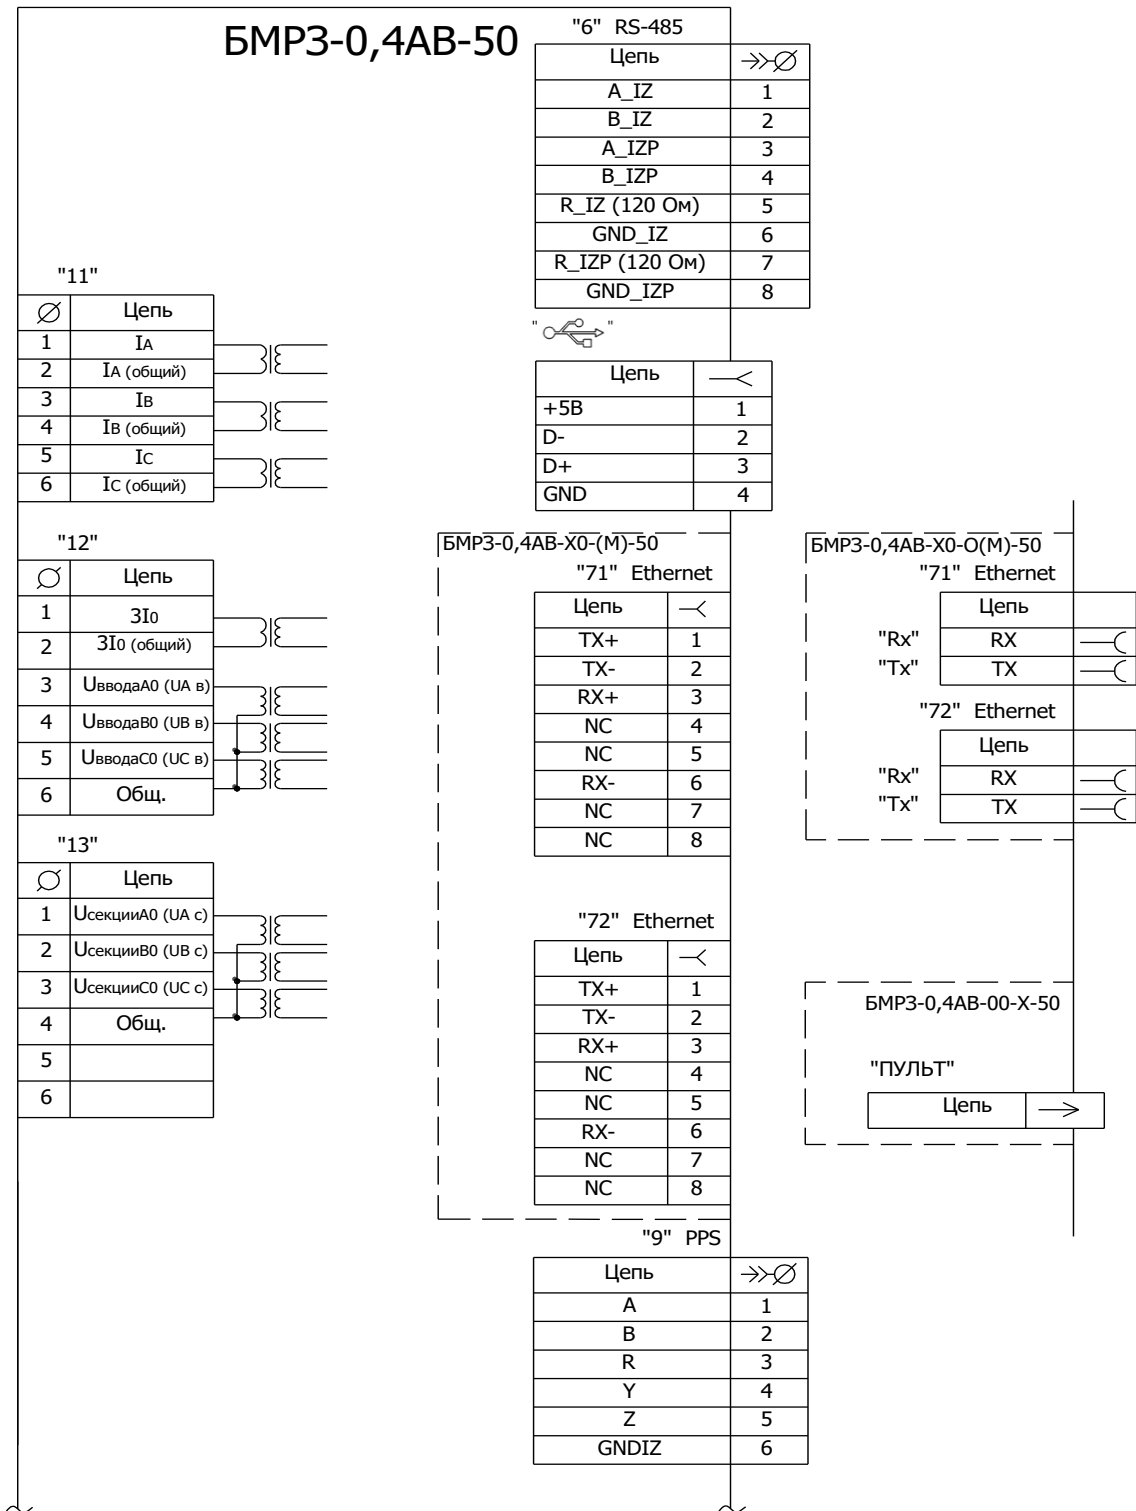 БМРЗ-0,4АВ-50
"6" RS-485
Цепь
A_IZ 1
B_IZ 2
A_IZP 3
B_IZP 4
R_IZ (120 Ом) 5
GND_IZ 6
R_IZP (120 Ом) 7
GND_IZP 8
" "
Цепь
+5В 1
D- 2
D+ 3
GND 4
"11"
Цепь
1 IA
2 IA (общий)
3 IB
4 IB (общий)
5 IC
6 IC (общий)
"12"
Цепь
1 3I0
2 3I0 (общий)
3 UвводаA0 (UA в)
4 UвводаB0 (UB в)
5 UвводаC0 (UC в)
6 Общ.
"13"
Цепь
1 UсекцииA0 (UA с)
2 UсекцииB0 (UB с)
3 UсекцииC0 (UC с)
4 Общ.
5
6
БМРЗ-0,4АВ-Х0-(М)-50
"71" Ethernet
Цепь
TX+ 1
TX- 2
RX+ 3
NC 4
NC 5
RX- 6
NC 7
NC 8
"72" Ethernet
Цепь
TX+ 1
TX- 2
RX+ 3
NC 4
NC 5
RX- 6
NC 7
NC 8
"9" PPS
Цепь
A 1
B 2
R 3
Y 4
Z 5
GNDIZ 6
БМРЗ-0,4АВ-Х0-О(М)-50
"71" Ethernet
Цепь
"Rx" RX
"Tx" TX
"72" Ethernet
Цепь
"Rx" RX
"Tx" TX
БМРЗ-0,4АВ-00-Х-50
"ПУЛЬТ"
Цепь